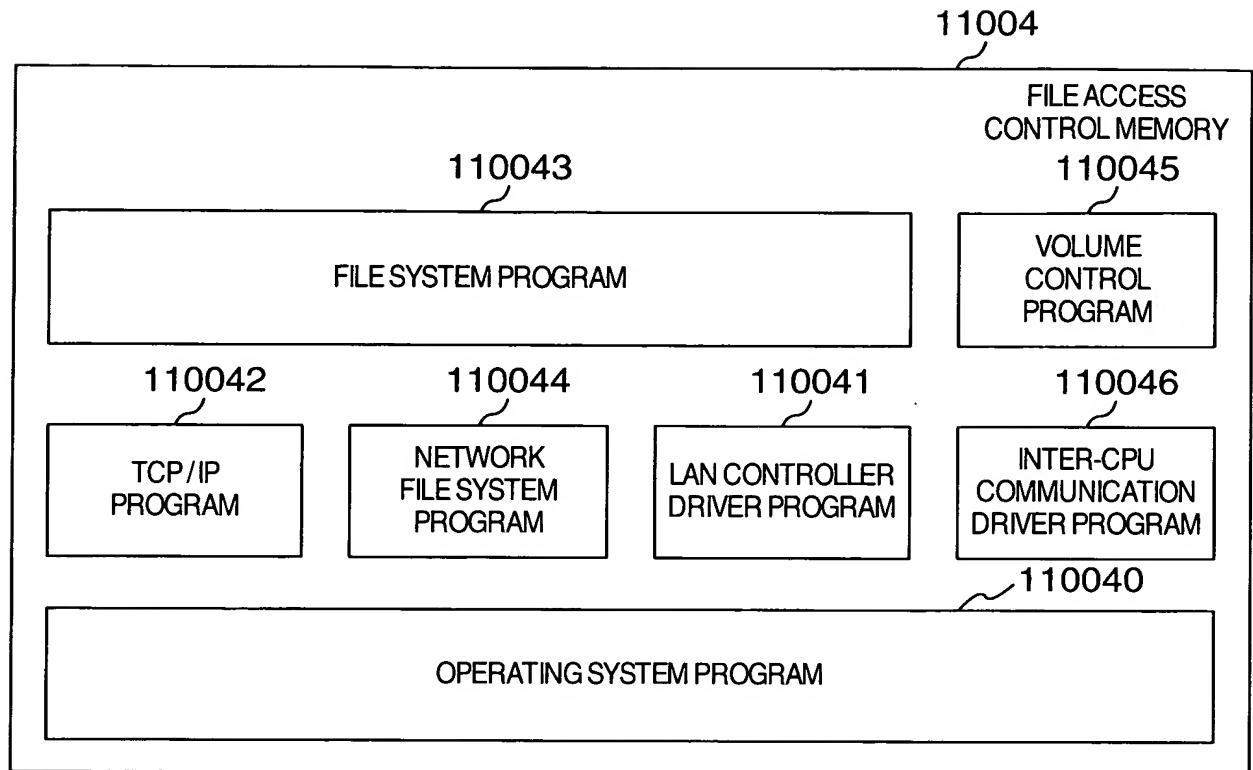 11004
FILE ACCESS
CONTROL MEMORY
110043
110045
FILE SYSTEM PROGRAM
VOLUME
CONTROL
PROGRAM
110042
110044
110041
110046
TCP/IP
PROGRAM
NETWORK
FILE SYSTEM
PROGRAM
LAN CONTROLLER
DRIVER PROGRAM
INTER-CPU
COMMUNICATION
DRIVER PROGRAM
110040
OPERATING SYSTEM PROGRAM